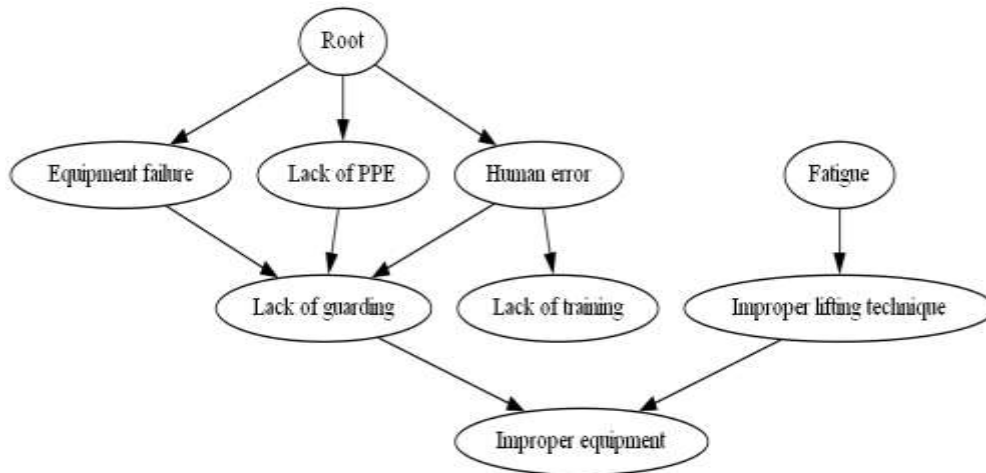 Root
Equipment failure
Lack of PPE
Human error
Fatigue
Lack of guarding
Lack of training
Improper lifting technique
Improper equipment